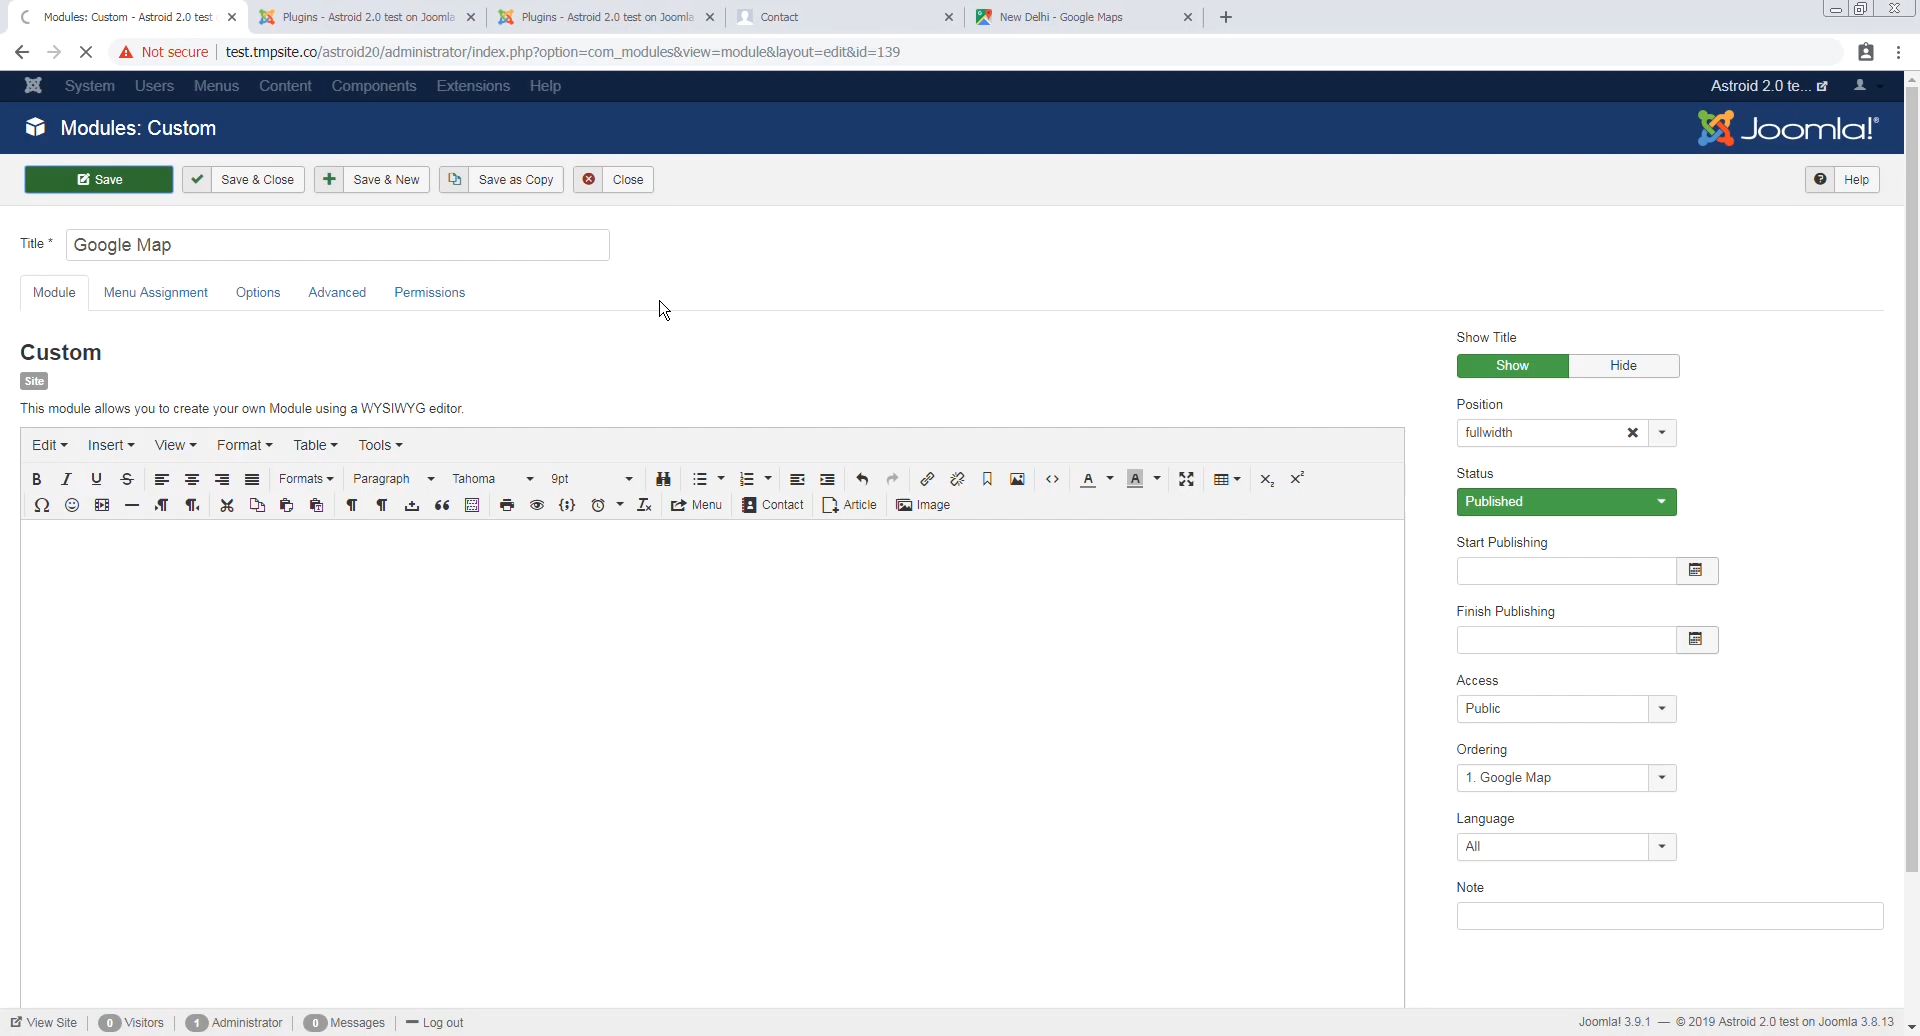 Modules: Custom - Astroid 2.0 test
Plugins - Astroid 2.0 test on Joomla
Plugins - Astroid 2.0 test on Joomla
Contact
New Delhi - Google Maps
Not secure
test.tmpsite.co/astroid20/administrator/index.php?option=com_modules&view=module&layout=edit&id=139
System Users Menus Content Components Extensions Help
Astroid 2.0 te...
Modules: Custom
Joomla!®
Save
Save & Close
Save & New
Save as Copy
Close
Help
Title *
Google Map
Module
Menu Assignment
Options
Advanced
Permissions
Custom
Site
This module allows you to create your own Module using a WYSIWYG editor.
Edit Insert View Format Table Tools
B I U S Formats Paragraph Tahoma 9pt A A
Menu Contact Article Image
Show Title
Show Hide
Position
fullwidth
Status
Published
Start Publishing
Finish Publishing
Access
Public
Ordering
1. Google Map
Language
All
Note
View Site
0 Visitors
1 Administrator
0 Messages
Log out
Joomla! 3.9.1 — © 2019 Astroid 2.0 test on Joomla 3.8.13